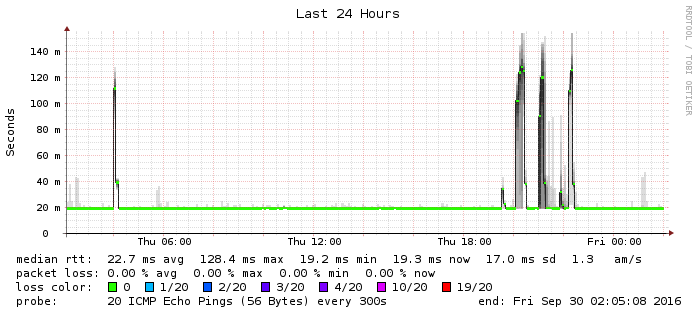 Last 24 Hours
RRDTOOL / TOBI OETIKER
Seconds
140 m
120 m
100 m
80 m
60 m
40 m
20 m
0
Thu 06:00 Thu 12:00 Thu 18:00 Fri 00:00
median rtt: 22.7 ms avg 128.4 ms max 19.2 ms min 19.3 ms now 17.0 ms sd 1.3 am/s
packet loss: 0.00 % avg 0.00 % max 0.00 % min 0.00 % now
loss color: 0 1/20 2/20 3/20 4/20 10/20 19/20
probe: 20 ICMP Echo Pings (56 Bytes) every 300s end: Fri Sep 30 02:05:08 2016